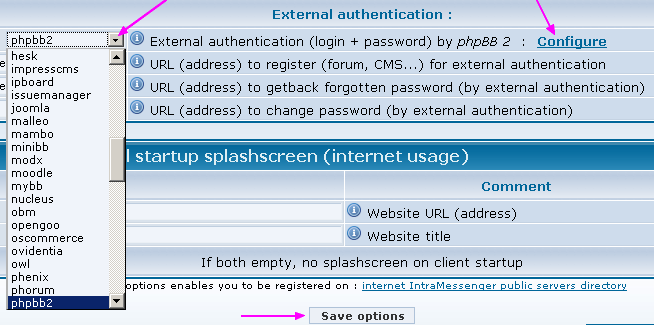 External authentication :
phpbb2
External authentication (login + password) by phpBB 2 : Configure
hesk
URL (address) to register (forum, CMS...) for external authentication
impresscms
ipboard
URL (address) to getback forgotten password (by external authentication)
issuemanager
joomla
URL (address) to change password (by external authentication)
malleo
mambo
minibb
modx
l startup splashscreen (internet usage)
moodle
mybb
Comment
nucleus
obm
Website URL (address)
opengoo
oscommerce
Website title
ovidentia
owl
If both empty, no splashscreen on client startup
phenix
phorum
options enables you to be registered on : internet IntraMessenger public servers directory
phpbb2
Save options